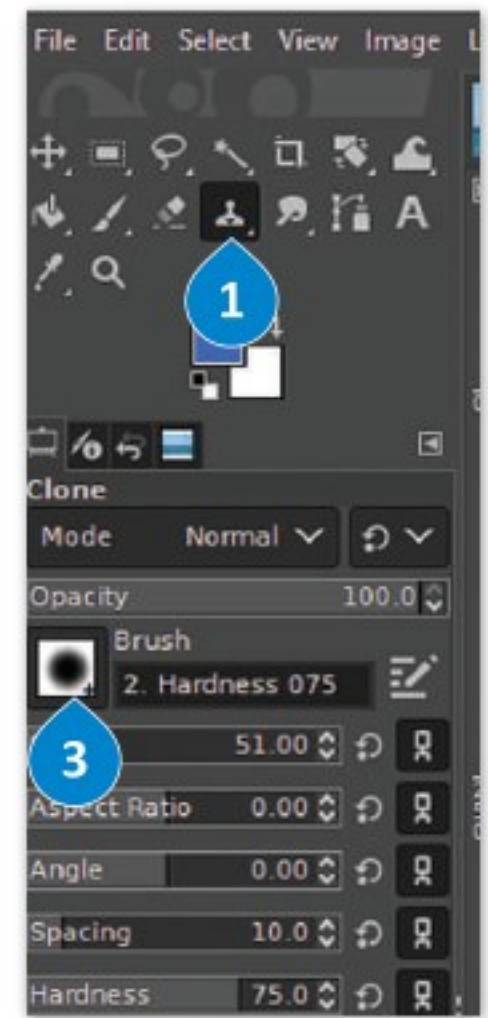 File Edit Select View Image L
A
1
Clone
Mode Normal
Opacity 100.0
Brush
2. Hardness 075
3
51.00
Aspect Ratio 0.00
Angle 0.00
Spacing 10.0
Hardness 75.0